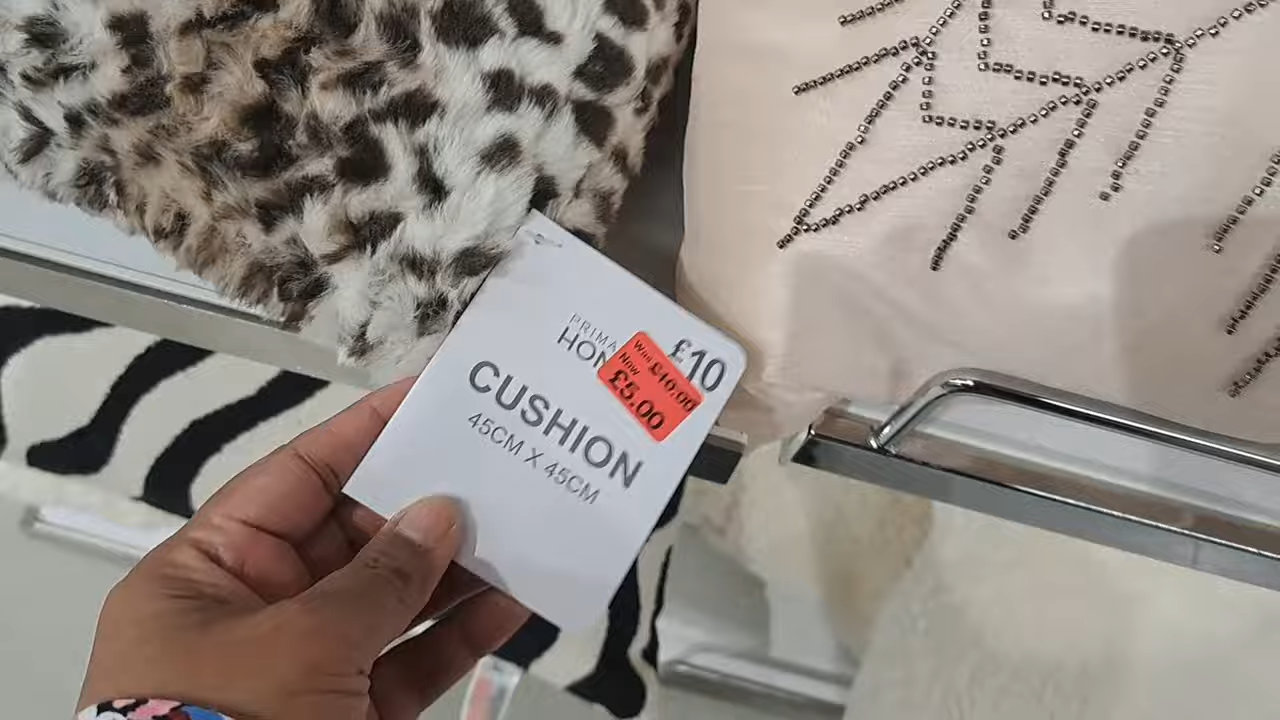 £10
PRIMA
HOM
Was £10.00
Now
£5.00
CUSHION
45CM X 45CM